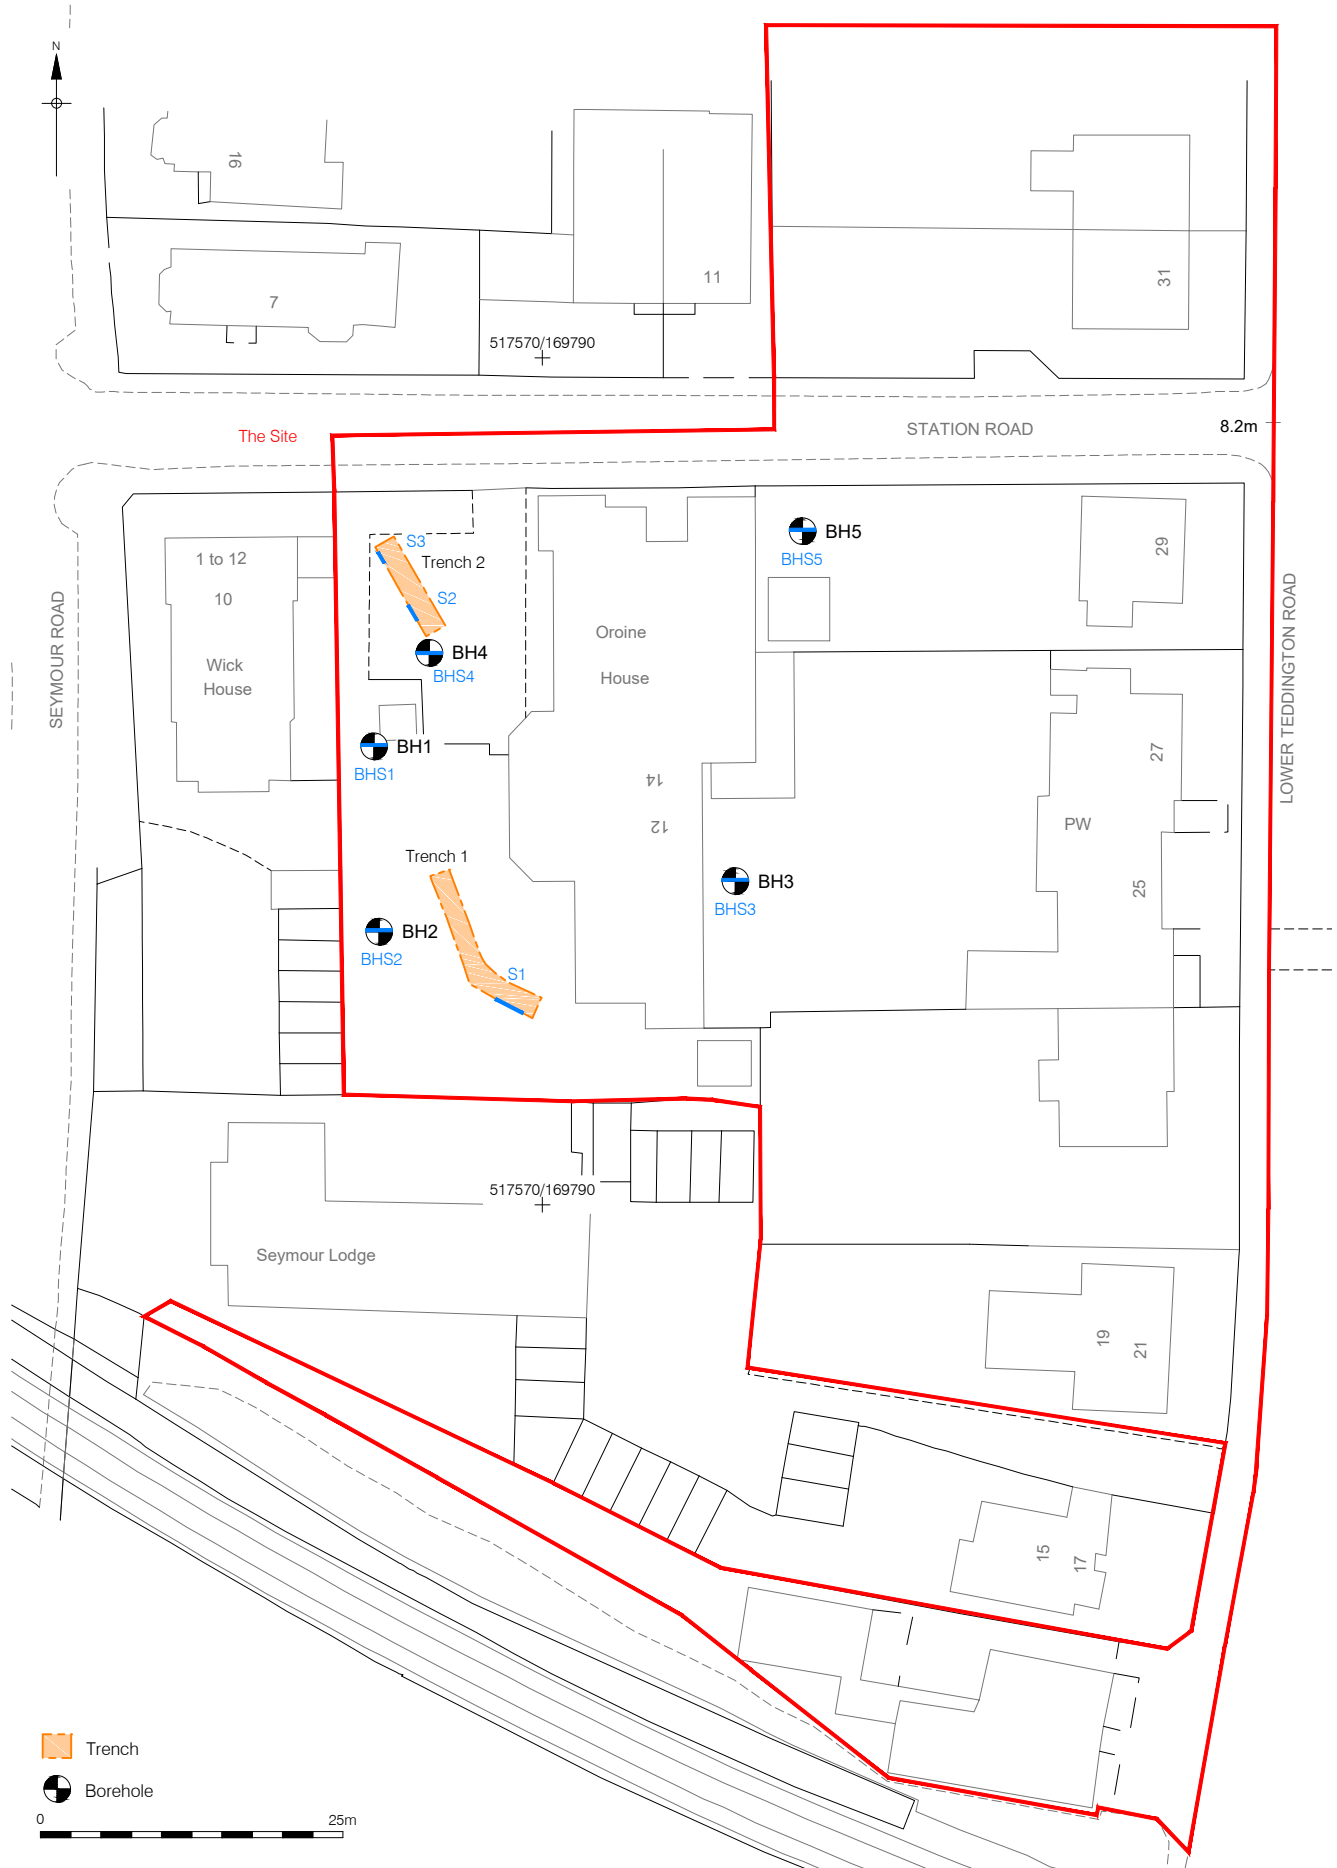 N
16
7
11
31
517570/169790
The Site
STATION ROAD
8.2m
SEYMOUR ROAD
LOWER TEDDINGTON ROAD
1 to 12
10
Wick
House
S3
Trench 2
S2
BH4
BHS4
BH5
BHS5
29
Oroine
House
BH1
BHS1
14
12
27
PW
25
Trench 1
BH3
BHS3
BH2
BHS2
S1
517570/169790
Seymour Lodge
19
21
15
17
Trench
Borehole
0
25m